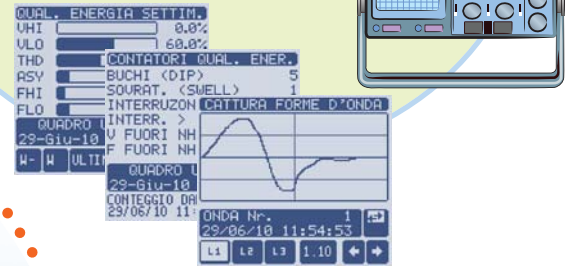 QUAL. ENERGIA SETTIM.
VHI 0.0%
VLO 60.0%
THD
ASY
FHI
FLO
QUADRO
29-Giu-10
W- W ULTI
CONTATORI QUAL. ENER.
BUCHI (DIP) 5
SOVRAT. (SWELL) 1
INTERRUZON
INTERR. >
V FUORI NH
F FUORI NH
QUADRO
29-Giu-10
CONTEGGIO DA
29/06/10 11:
CATTURA FORME D'ONDA
ONDA Nr. 1
29/06/10 11:54:53
L1 L2 L3 1.10